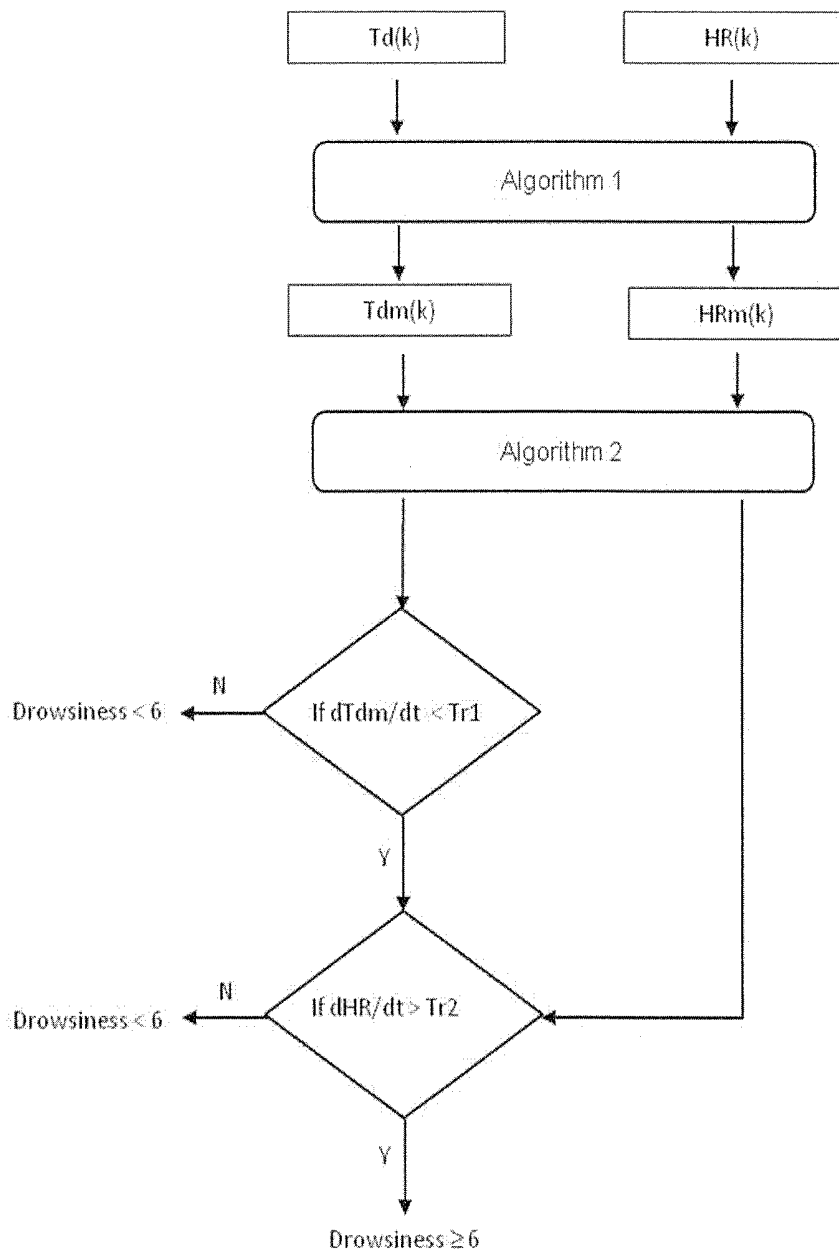 Td(k)
HR(k)
Algorithm 1
Tdm(k)
HRm(k)
Algorithm 2
If dTdm/dt < Tr1
N
Drowsiness < 6
Y
If dHR/dt > Tr2
N
Drowsiness < 6
Y
Drowsiness ≥ 6